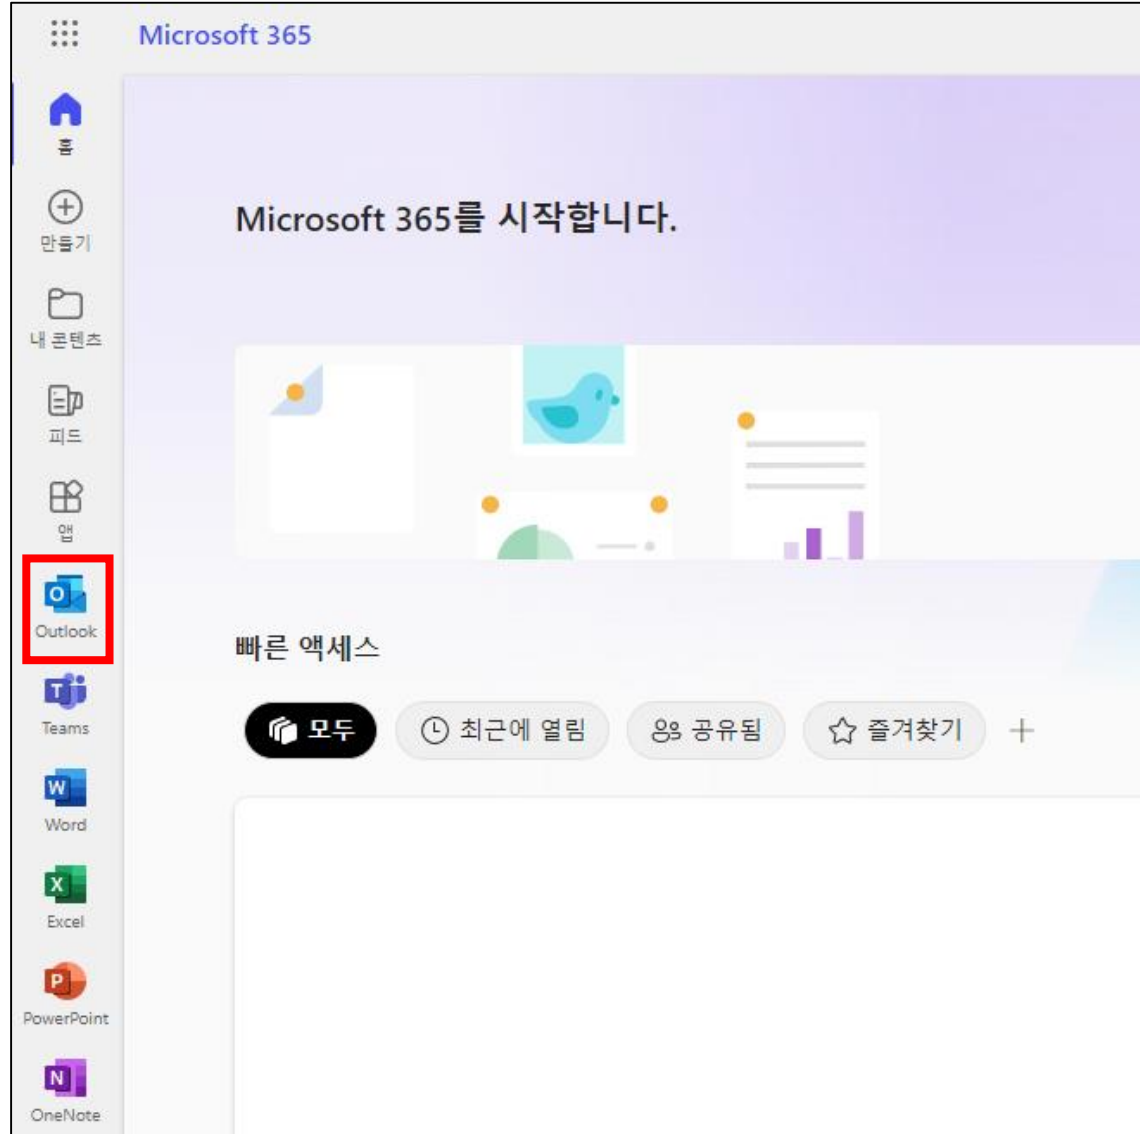 Microsoft 365
홈
만들기
내 콘텐츠
피드
앱
Outlook
Teams
Word
Excel
PowerPoint
OneNote
Microsoft 365를 시작합니다.
빠른 액세스
모두
최근에 열림
공유됨
즐겨찾기